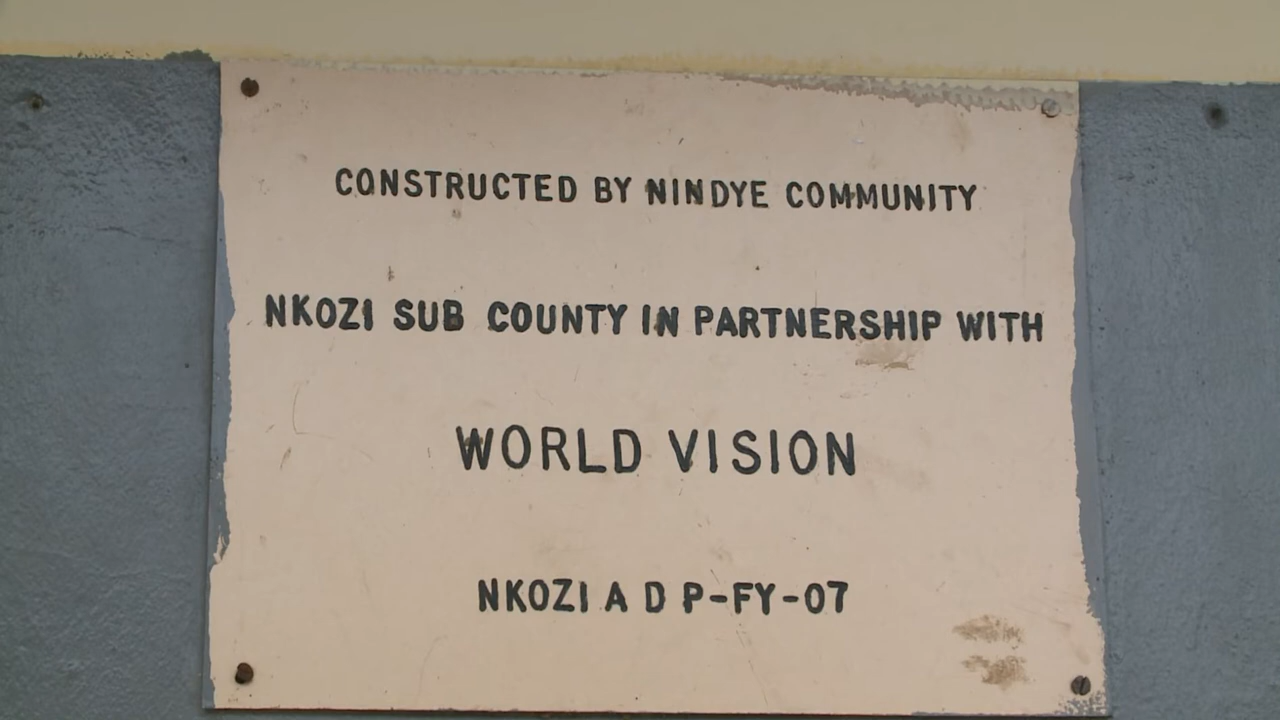 CONSTRUCTED BY NINDYE COMMUNITY
NKOZI SUB COUNTY IN PARTNERSHIP WITH
WORLD VISION
NKOZI A D P-FY-07